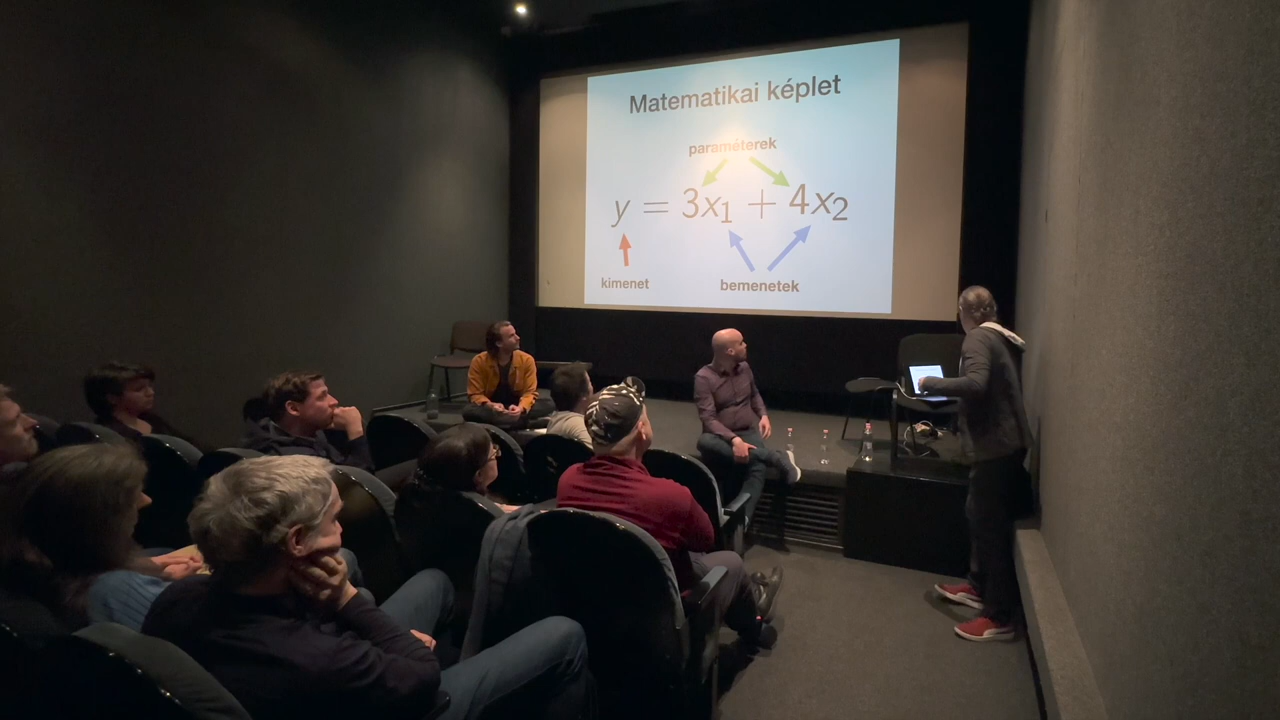 Matematikai képlet
paraméterek
y = 3x₁ + 4x₂
kimenet
bemenetek